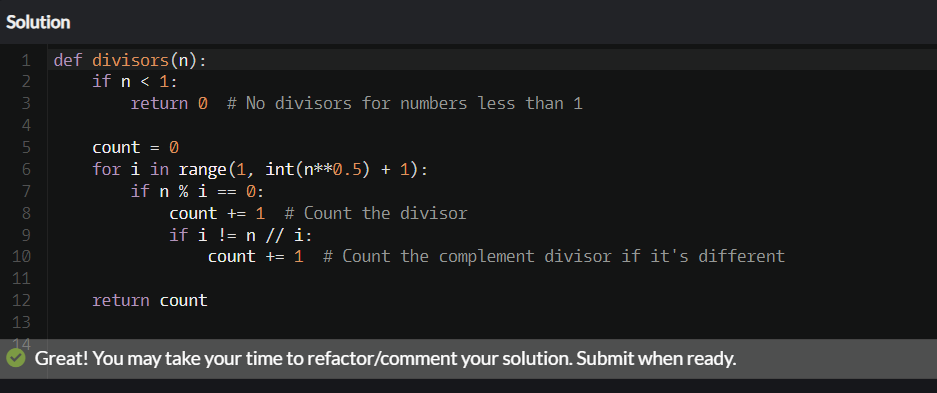 Solution
1 def divisors(n):
2     if n < 1:
3         return 0  # No divisors for numbers less than 1
4
5     count = 0
6     for i in range(1, int(n**0.5) + 1):
7         if n % i == 0:
8             count += 1  # Count the divisor
9             if i != n // i:
10                 count += 1  # Count the complement divisor if it's different
11
12     return count
13
14
Great! You may take your time to refactor/comment your solution. Submit when ready.